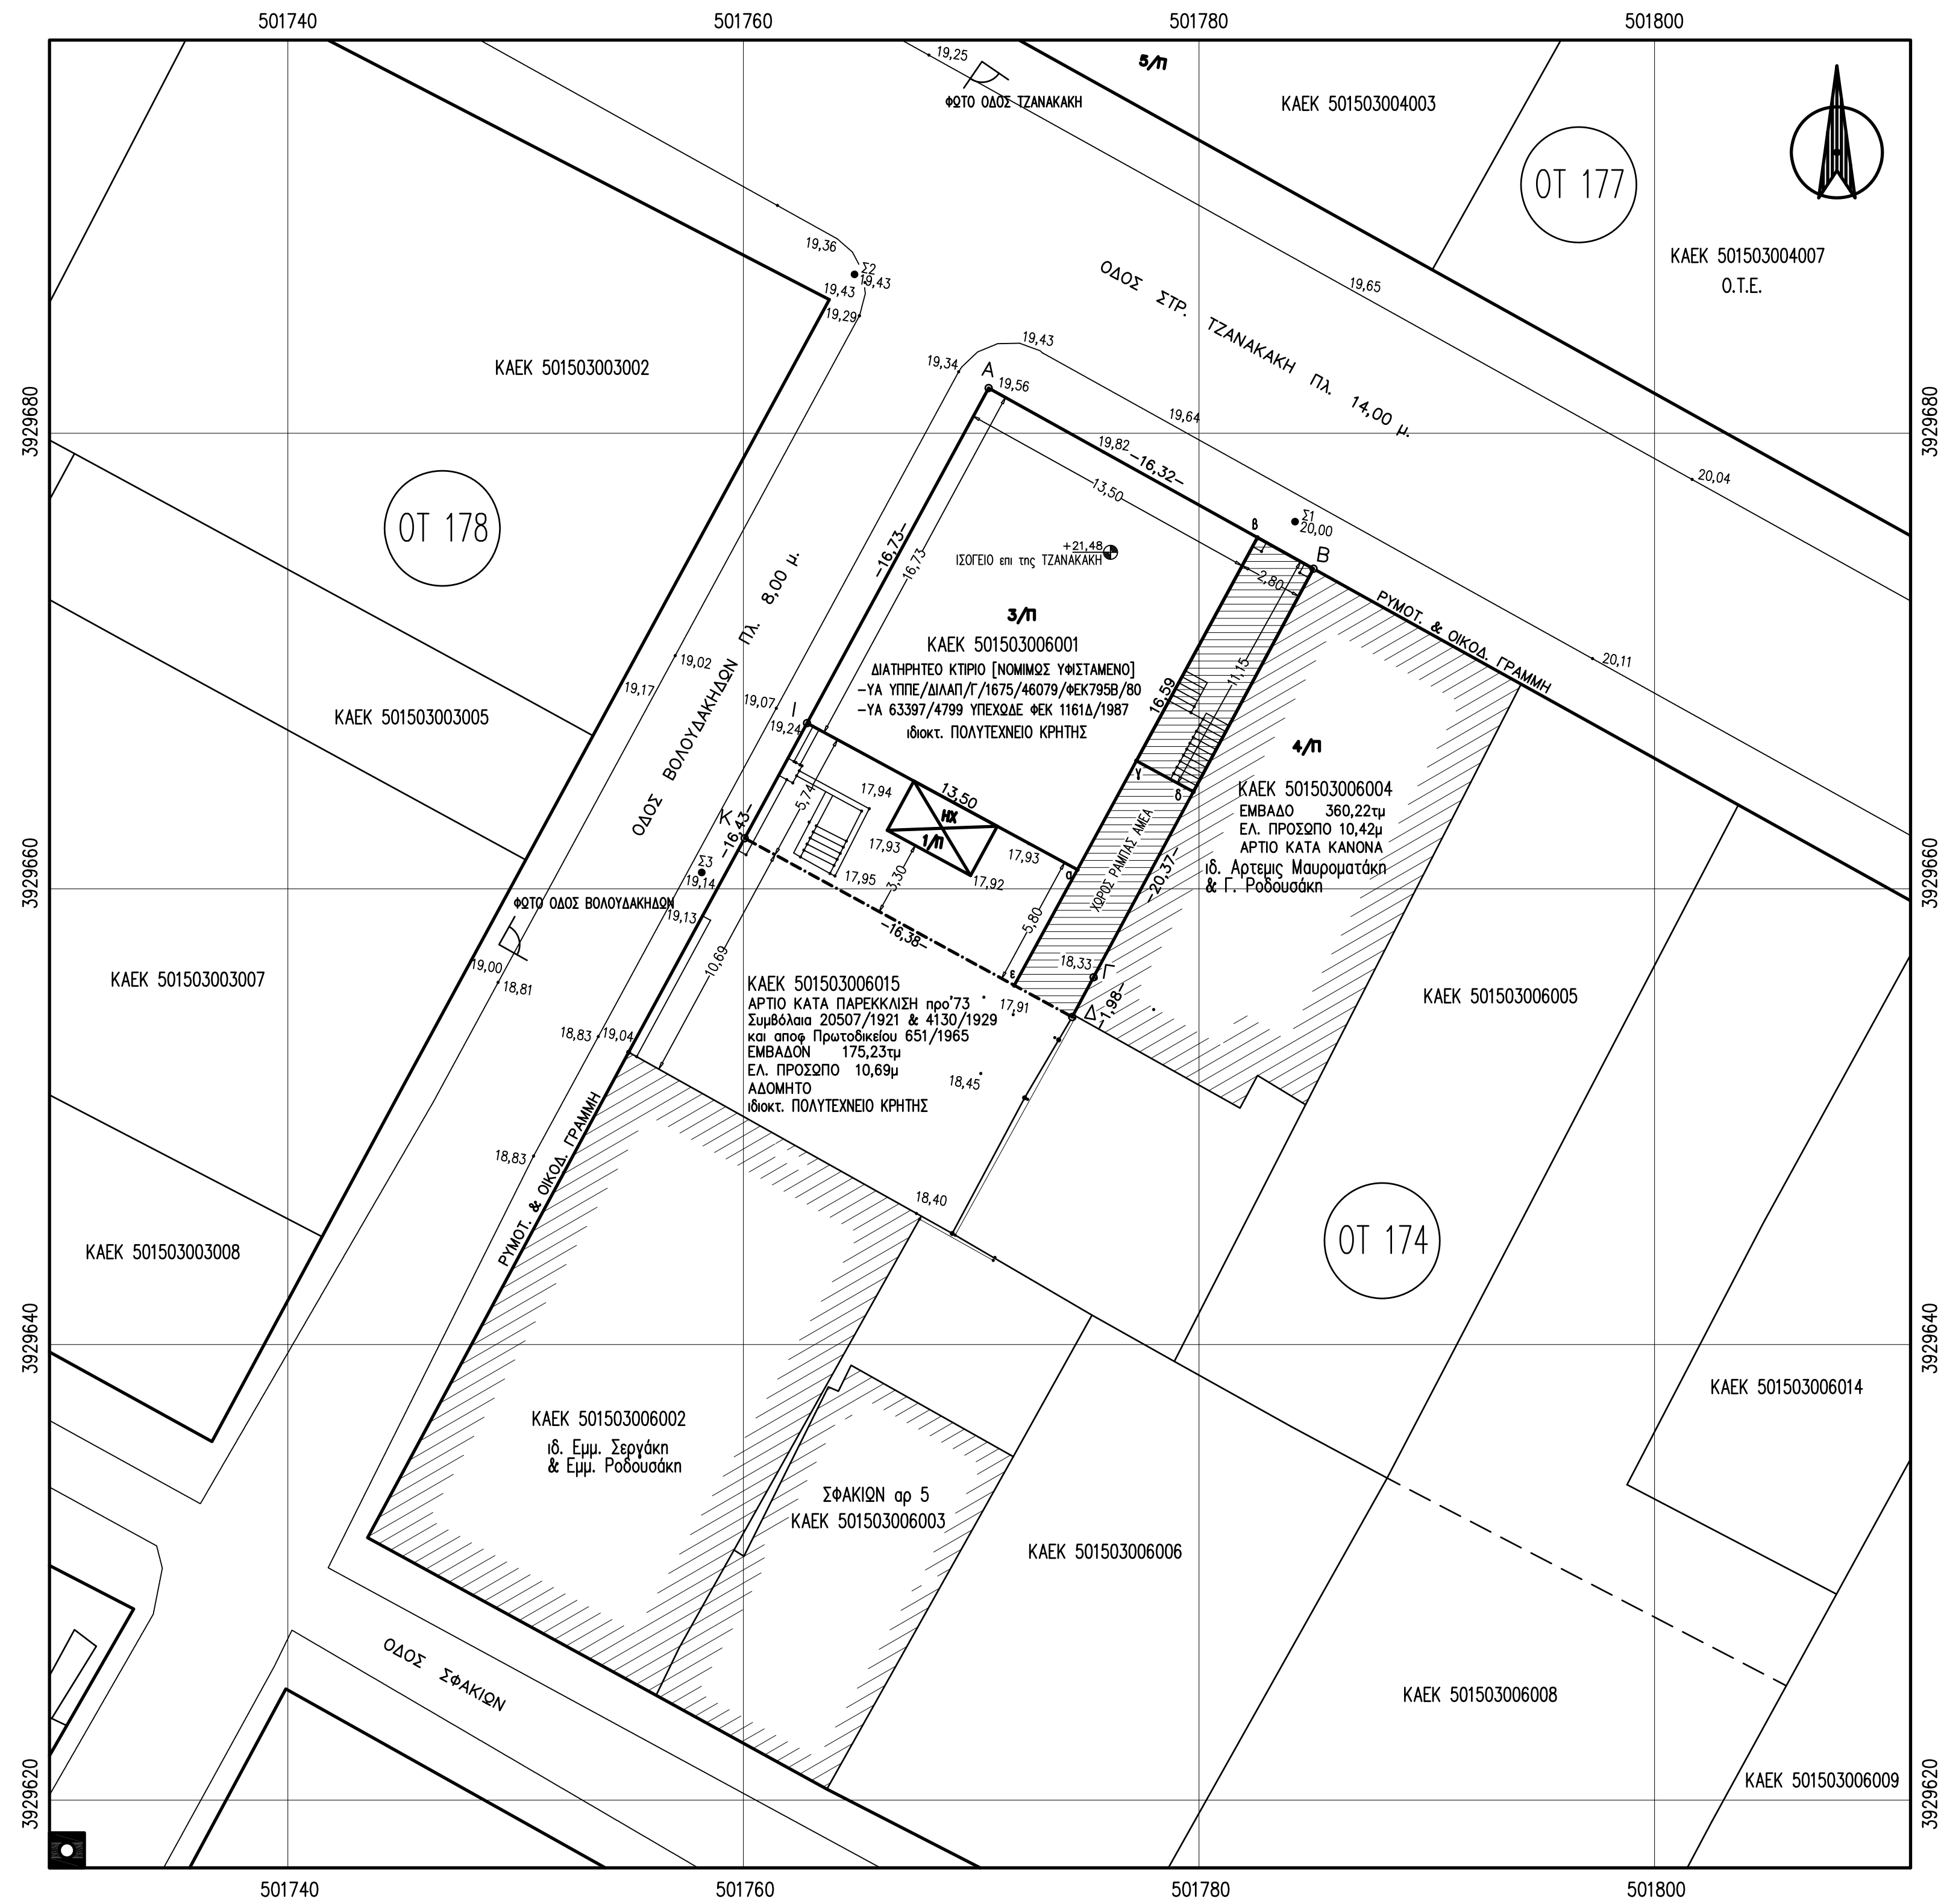 501740
501760
501780
501800
19,25
5/Π
ΦΩΤΟ ΟΔΟΣ ΤΖΑΝΑΚΑΚΗ
ΚΑΕΚ 501503004003
ΟΤ 177
ΚΑΕΚ 501503004007
Ο.Τ.Ε.
19,36
Σ2
19,43
19,43
19,29
ΟΔΟΣ ΣΤΡ. ΤΖΑΝΑΚΑΚΗ Πλ. 14,00 μ.
19,65
19,43
19,34
Α
19,56
ΚΑΕΚ 501503003002
3929680
3929680
19,64
19,82
-16,32-
13,50
20,04
ΟΤ 178
-16,73-
16,73
β
Σ1
20,00
Β
+21,48
ΙΣΟΓΕΙΟ επι της ΤΖΑΝΑΚΑΚΗ
2,80
ΟΔΟΣ ΒΟΛΟΥΔΑΚΗΔΩΝ Πλ. 8,00 μ.
ΡΥΜΟΤ. & ΟΙΚΟΔ. ΓΡΑΜΜΗ
3/Π
ΚΑΕΚ 501503006001
ΔΙΑΤΗΡΗΤΕΟ ΚΤΙΡΙΟ [ΝΟΜΙΜΩΣ ΥΦΙΣΤΑΜΕΝΟ]
-ΥΑ ΥΠΠΕ/ΔΙΛΑΠ/Γ/1675/46079/ΦΕΚ795Β/80
-ΥΑ 63397/4799 ΥΠΕΧΩΔΕ ΦΕΚ 1161Δ/1987
ιδιοκτ. ΠΟΛΥΤΕΧΝΕΙΟ ΚΡΗΤΗΣ
19,02
19,17
20,11
11,15
16,59
19,07
Ι
19,24
ΚΑΕΚ 501503003005
4/Π
ΚΑΕΚ 501503006004
ΕΜΒΑΔΟ 360,22τμ
ΕΛ. ΠΡΟΣΩΠΟ 10,42μ
ΑΡΤΙΟ ΚΑΤΑ ΚΑΝΟΝΑ
ιδ. Αρτεμις Μαυροματάκη
& Γ. Ροδουσάκη
γ
δ
17,94
13,50
5,74
Κ
-16,43-
ΗΧ
1/Π
17,93
17,93
17,95
17,92
3,30
α
ΧΩΡΟΣ ΡΑΜΠΑΣ ΑΜΕΑ
-20,37-
3929660
3929660
Σ3
19,14
ΦΩΤΟ ΟΔΟΣ ΒΟΛΟΥΔΑΚΗΔΩΝ
19,13
-16,38-
5,80
10,69
19,00
18,81
ε
18,33
Γ
ΚΑΕΚ 501503003007
ΚΑΕΚ 501503006015
ΑΡΤΙΟ ΚΑΤΑ ΠΑΡΕΚΚΛΙΣΗ προ'73
Συμβόλαια 20507/1921 & 4130/1929
και αποφ Πρωτοδικείου 651/1965
ΕΜΒΑΔΟΝ 175,23τμ
ΕΛ. ΠΡΟΣΩΠΟ 10,69μ
ΑΔΟΜΗΤΟ
ιδιοκτ. ΠΟΛΥΤΕΧΝΕΙΟ ΚΡΗΤΗΣ
17,91
Δ
-1,98-
ΚΑΕΚ 501503006005
18,83
19,04
18,45
18,83
ΡΥΜΟΤ. & ΟΙΚΟΔ. ΓΡΑΜΜΗ
18,40
ΟΤ 174
ΚΑΕΚ 501503003008
3929640
3929640
ΚΑΕΚ 501503006014
ΚΑΕΚ 501503006002
ιδ. Εμμ. Σεργάκη
& Εμμ. Ροδουσάκη
ΣΦΑΚΙΩΝ αρ 5
ΚΑΕΚ 501503006003
ΚΑΕΚ 501503006006
ΟΔΟΣ ΣΦΑΚΙΩΝ
ΚΑΕΚ 501503006008
ΚΑΕΚ 501503006009
3929620
3929620
501740
501760
501780
501800